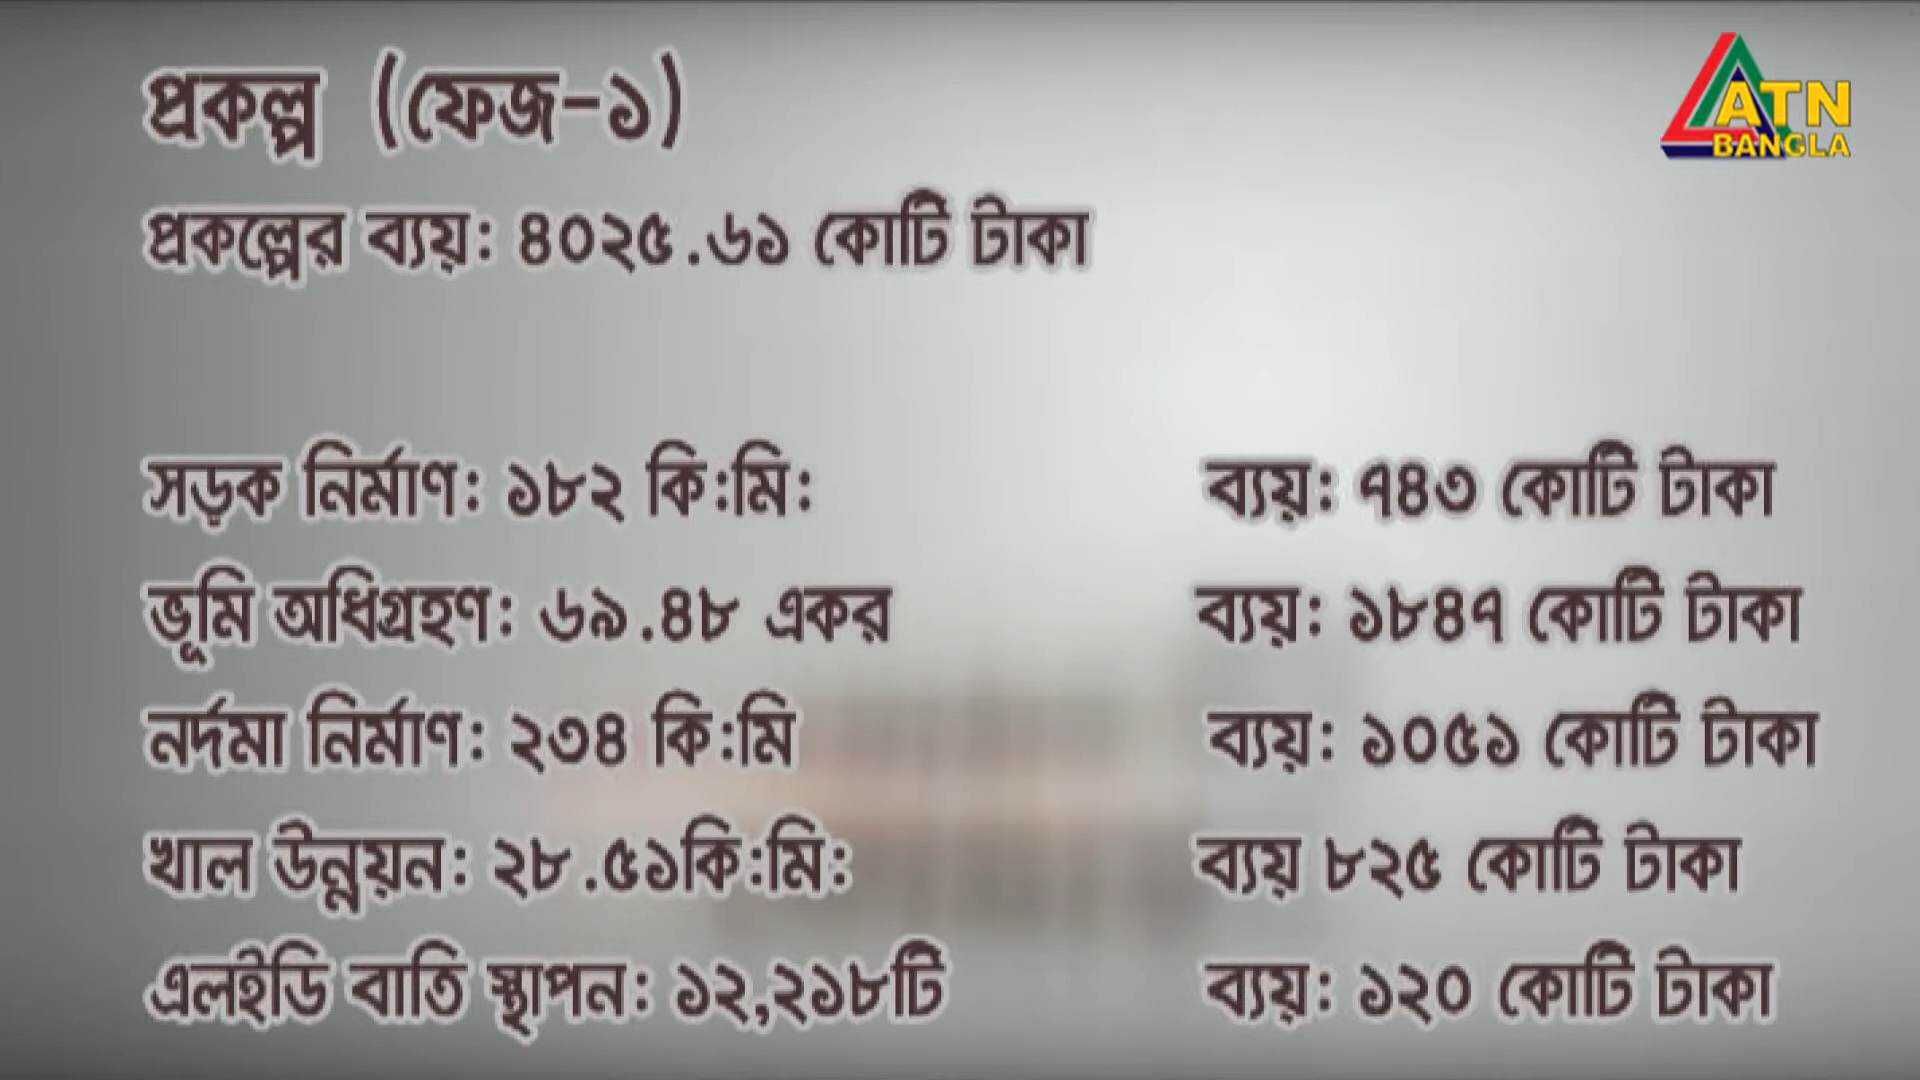 প্রকল্প (ফেজ-১)
ATN
BANGLA
প্রকল্পের ব্যয়: ৪০২৫.৬১ কোটি টাকা
সড়ক নির্মাণ: ১৮২ কি:মি: ব্যয়: ৭৪৩ কোটি টাকা
ভূমি অধিগ্রহণ: ৬৯.৪৮ একর ব্যয়: ১৮৪৭ কোটি টাকা
নর্দমা নির্মাণ: ২৩৪ কি:মি ব্যয়: ১০৫১ কোটি টাকা
খাল উন্নয়ন: ২৮.৫১কি:মি: ব্যয় ৮২৫ কোটি টাকা
এলইডি বাতি স্থাপন: ১২,২১৮টি ব্যয়: ১২০ কোটি টাকা